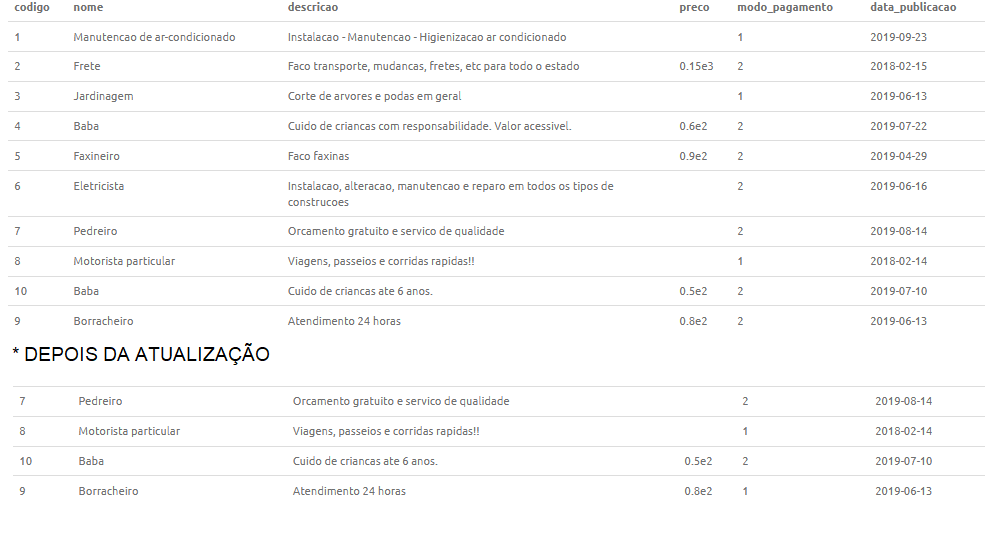 codigo nome descricao preco modo_pagamento data_publicacao
1 Manutencao de ar-condicionado Instalacao - Manutencao - Higienizacao ar condicionado 1 2019-09-23
2 Frete Faco transporte, mudancas, fretes, etc para todo o estado 0.15e3 2 2018-02-15
3 Jardinagem Corte de arvores e podas em geral 1 2019-06-13
4 Baba Cuido de criancas com responsabilidade. Valor acessivel. 0.6e2 2 2019-07-22
5 Faxineiro Faco faxinas 0.9e2 2 2019-04-29
6 Eletricista Instalacao, alteracao, manutencao e reparo em todos os tipos de 2 2019-06-16
construcoes
7 Pedreiro Orcamento gratuito e servico de qualidade 2 2019-08-14
8 Motorista particular Viagens, passeios e corridas rapidas!! 1 2018-02-14
10 Baba Cuido de criancas ate 6 anos. 0.5e2 2 2019-07-10
9 Borracheiro Atendimento 24 horas 0.8e2 2 2019-06-13
* DEPOIS DA ATUALIZAÇÃO
7 Pedreiro Orcamento gratuito e servico de qualidade 2 2019-08-14
8 Motorista particular Viagens, passeios e corridas rapidas!! 1 2018-02-14
10 Baba Cuido de criancas ate 6 anos. 0.5e2 2 2019-07-10
9 Borracheiro Atendimento 24 horas 0.8e2 1 2019-06-13